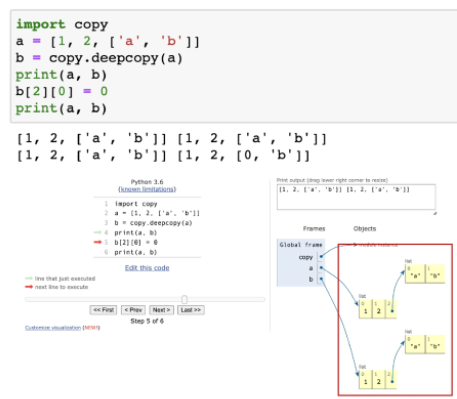 import copy
a = [1, 2, ['a', 'b']]
b = copy.deepcopy(a)
print(a, b)
b[2][0] = 0
print(a, b)
[1, 2, ['a', 'b']] [1, 2, ['a', 'b']]
[1, 2, ['a', 'b']] [1, 2, [0, 'b']]
Python 3.6
(known limitations)
1 import copy
2 a = [1, 2, ['a', 'b']]
3 b = copy.deepcopy(a)
4 print(a, b)
5 b[2][0] = 0
6 print(a, b)
Edit this code
line that just executed
next line to execute
<< First < Prev Next > Last >>
Step 5 of 6
Customize visualization (NEW!)
Print output (drag lower right corner to resize)
[1, 2, ['a', 'b']] [1, 2, ['a', 'b']]
Frames Objects
Global frame
copy
module instance
a
b
list
0 1
"a" "b"
list
0 1 2
1 2
list
0 1
"a" "b"
list
0 1 2
1 2